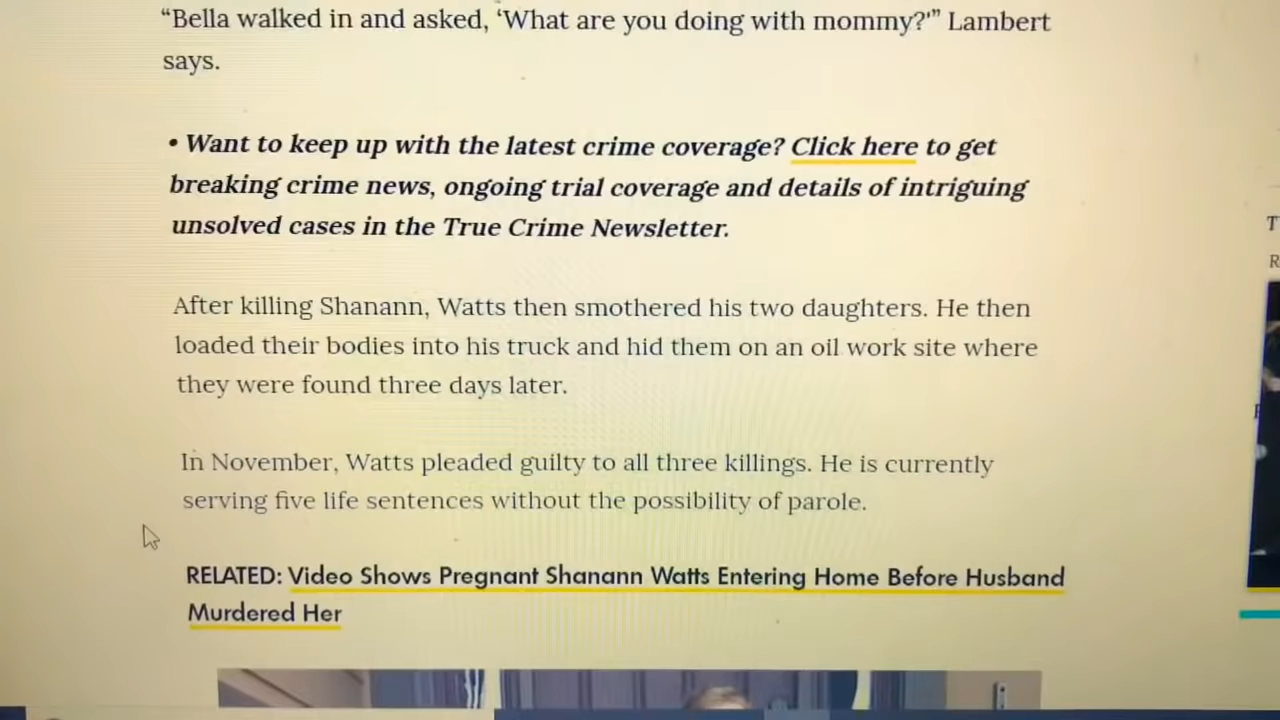 “Bella walked in and asked, ‘What are you doing with mommy?'” Lambert
says.
• Want to keep up with the latest crime coverage? Click here to get
breaking crime news, ongoing trial coverage and details of intriguing
unsolved cases in the True Crime Newsletter.
After killing Shanann, Watts then smothered his two daughters. He then
loaded their bodies into his truck and hid them on an oil work site where
they were found three days later.
In November, Watts pleaded guilty to all three killings. He is currently
serving five life sentences without the possibility of parole.
RELATED: Video Shows Pregnant Shanann Watts Entering Home Before Husband
Murdered Her